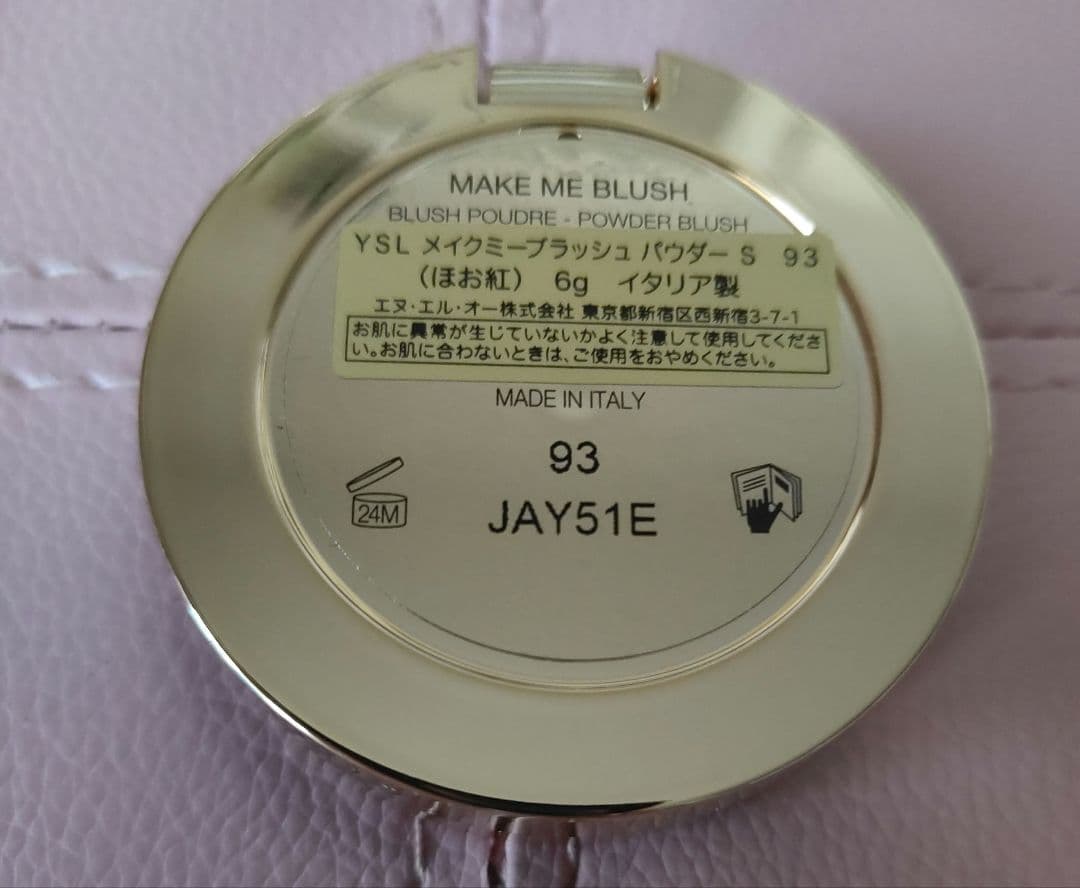 MAKE ME BLUSH
BLUSH POUDRE - POWDER BLUSH
YSL メイクミーブラッシュ パウダー S 93
(ほお紅) 6g イタリア製
エヌ・エル・オー株式会社 東京都新宿区西新宿3-7-1
お肌に異常が生じていないかよく注意して使用してくださ
い。お肌に合わないときは、ご使用をおやめください。
MADE IN ITALY
93
24M
JAY51E